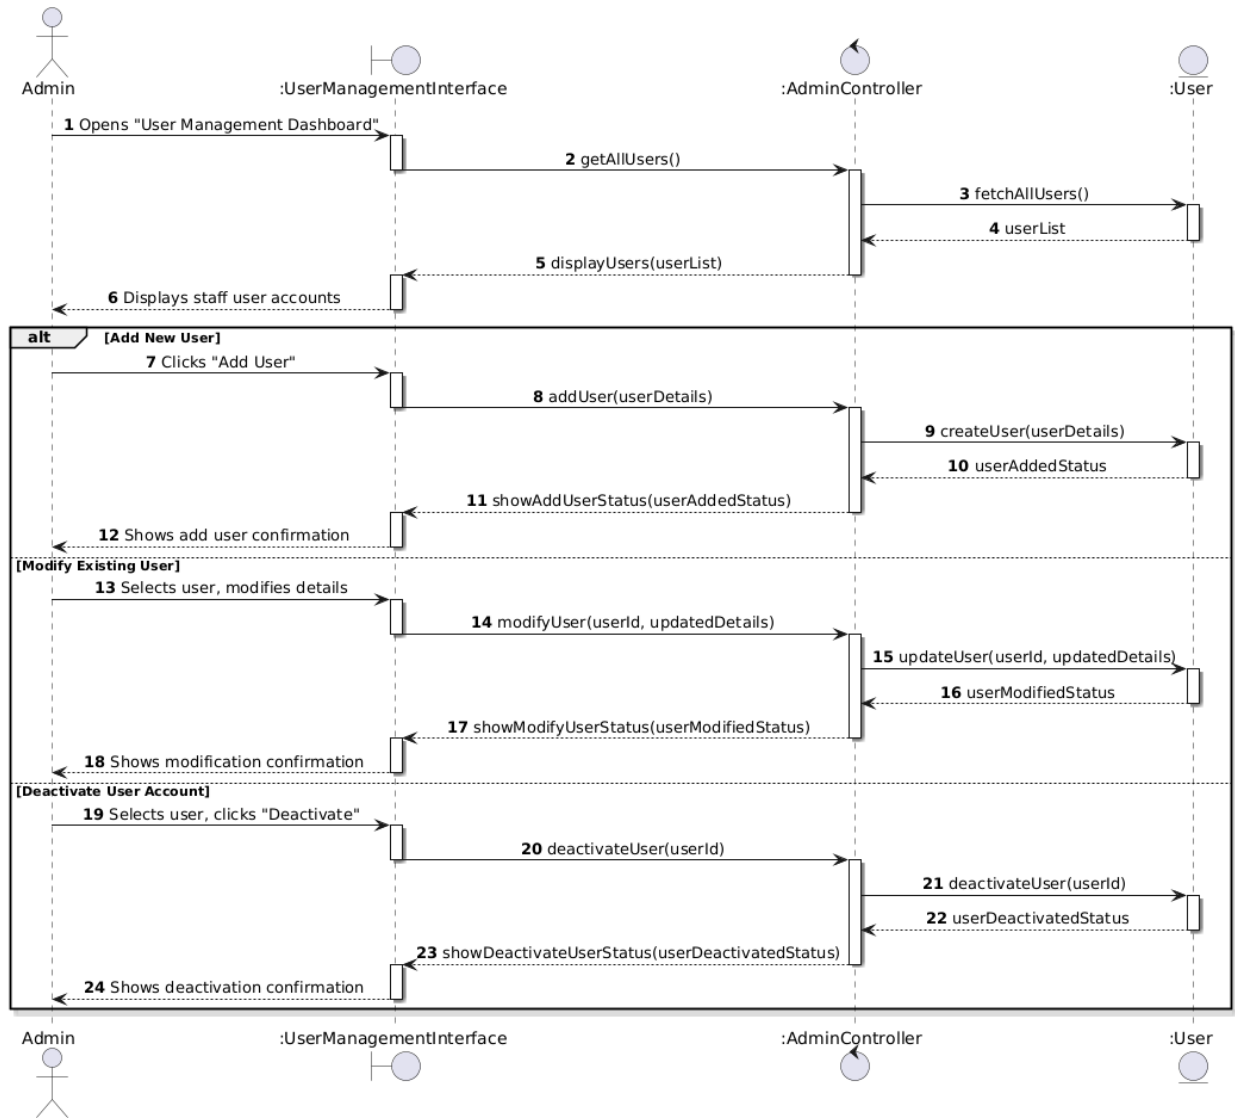 Admin
:UserManagementInterface
:AdminController
:User
1 Opens "User Management Dashboard"
2 getAllUsers()
3 fetchAllUsers()
4 userList
5 displayUsers(userList)
6 Displays staff user accounts
alt [Add New User]
7 Clicks "Add User"
8 addUser(userDetails)
9 createUser(userDetails)
10 userAddedStatus
11 showAddUserStatus(userAddedStatus)
12 Shows add user confirmation
[Modify Existing User]
13 Selects user, modifies details
14 modifyUser(userId, updatedDetails)
15 updateUser(userId, updatedDetails)
16 userModifiedStatus
17 showModifyUserStatus(userModifiedStatus)
18 Shows modification confirmation
[Deactivate User Account]
19 Selects user, clicks "Deactivate"
20 deactivateUser(userId)
21 deactivateUser(userId)
22 userDeactivatedStatus
23 showDeactivateUserStatus(userDeactivatedStatus)
24 Shows deactivation confirmation
Admin
:UserManagementInterface
:AdminController
:User